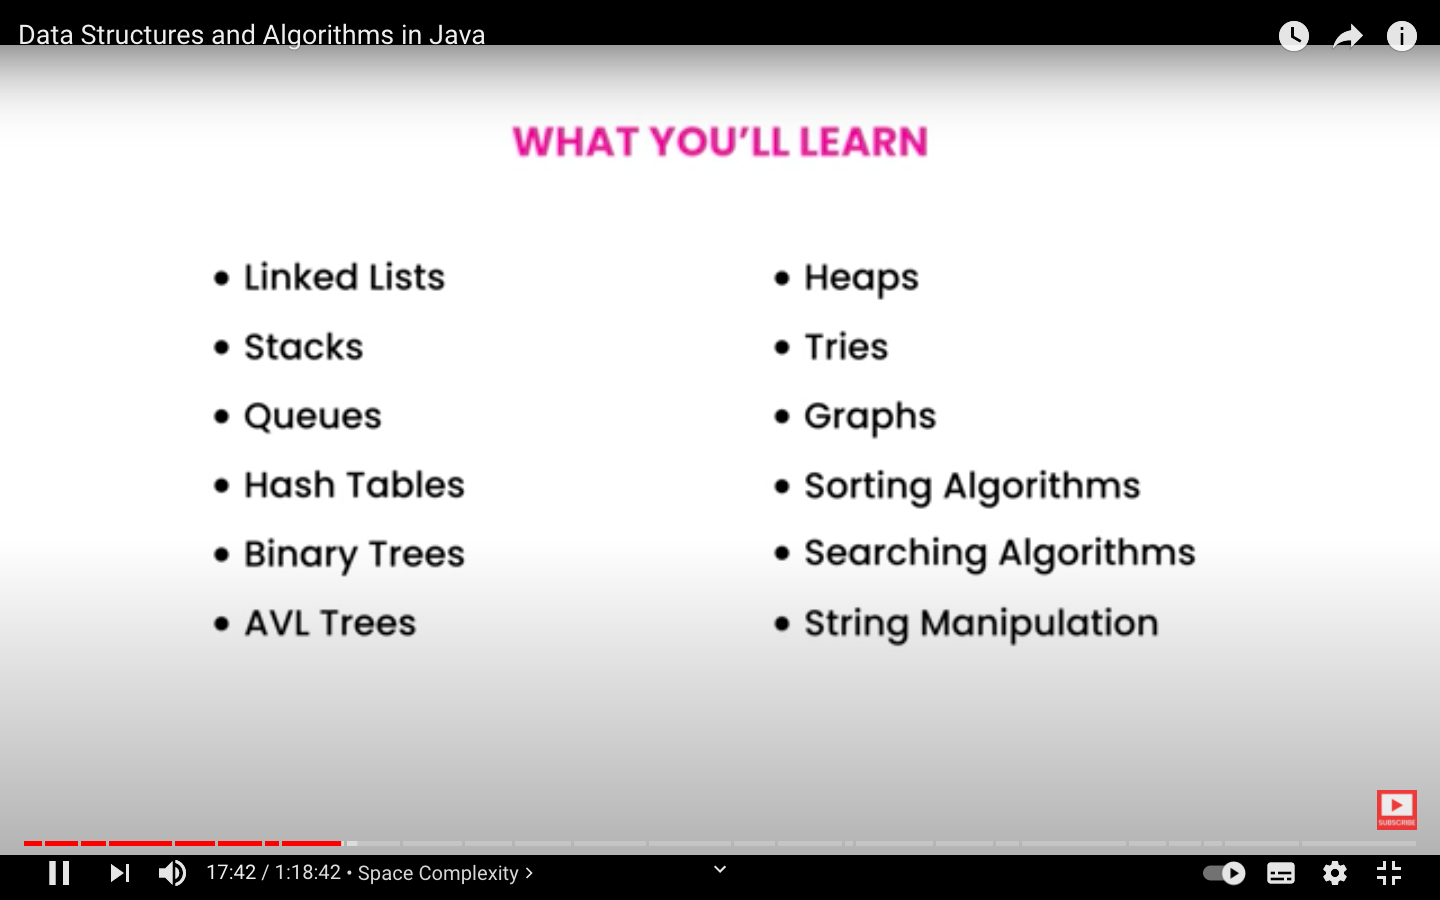 Data Structures and Algorithms in Java
WHAT YOU'LL LEARN
• Linked Lists
• Stacks
• Queues
• Hash Tables
• Binary Trees
• AVL Trees
• Heaps
• Tries
• Graphs
• Sorting Algorithms
• Searching Algorithms
• String Manipulation
SUBSCRIBE
17:42 / 1:18:42 • Space Complexity >